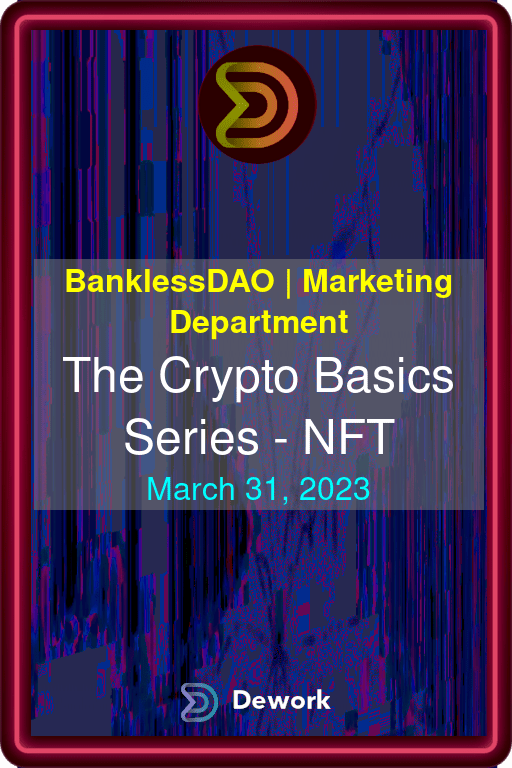 BanklessDAO | Marketing
Department
The Crypto Basics
Series - NFT
March 31, 2023
Dework